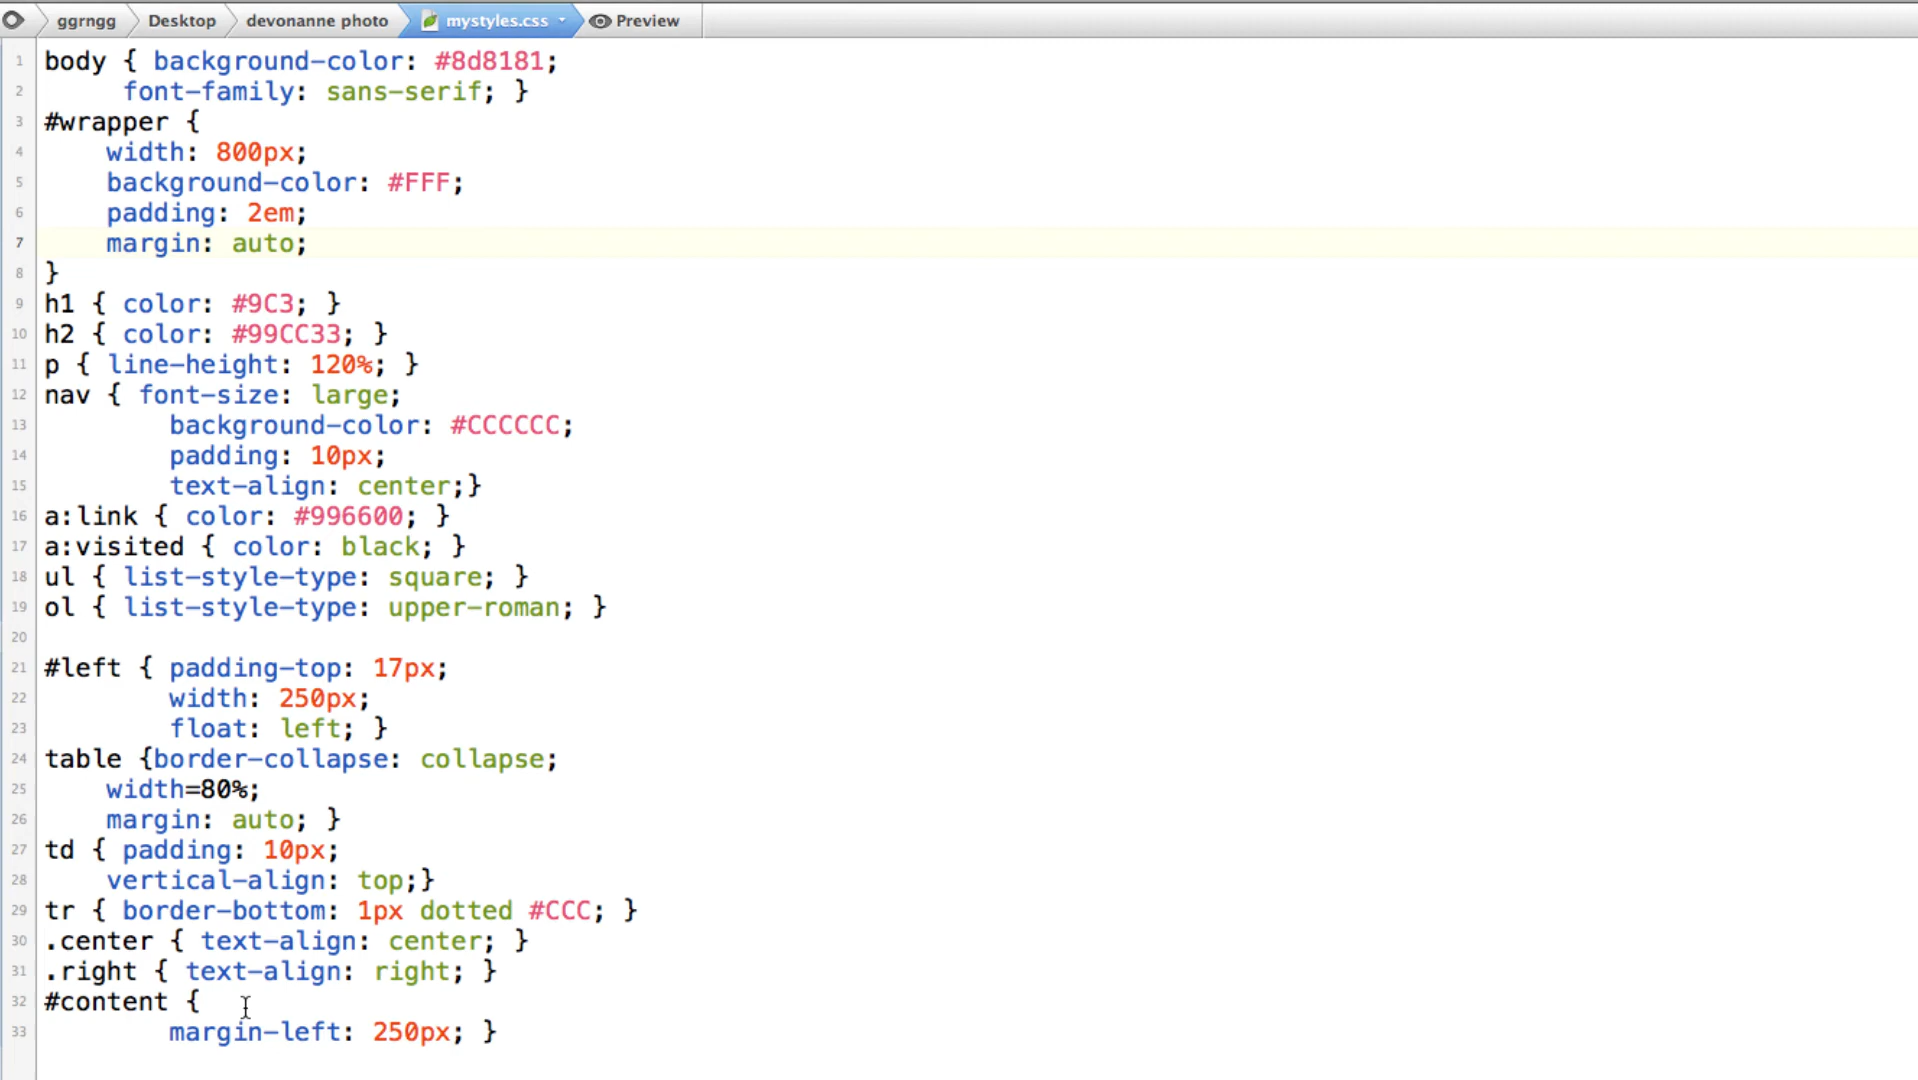 ggrngg Desktop devonanne photo mystyles.css Preview
1 body { background-color: #8d8181;
2 font-family: sans-serif; }
3 #wrapper {
4 width: 800px;
5 background-color: #FFF;
6 padding: 2em;
7 margin: auto;
8 }
9 h1 { color: #9C3; }
10 h2 { color: #99CC33; }
11 p { line-height: 120%; }
12 nav { font-size: large;
13 background-color: #CCCCCC;
14 padding: 10px;
15 text-align: center;}
16 a:link { color: #996600; }
17 a:visited { color: black; }
18 ul { list-style-type: square; }
19 ol { list-style-type: upper-roman; }
20
21 #left { padding-top: 17px;
22 width: 250px;
23 float: left; }
24 table {border-collapse: collapse;
25 width=80%;
26 margin: auto; }
27 td { padding: 10px;
28 vertical-align: top;}
29 tr { border-bottom: 1px dotted #CCC; }
30 .center { text-align: center; }
31 .right { text-align: right; }
32 #content {
33 margin-left: 250px; }